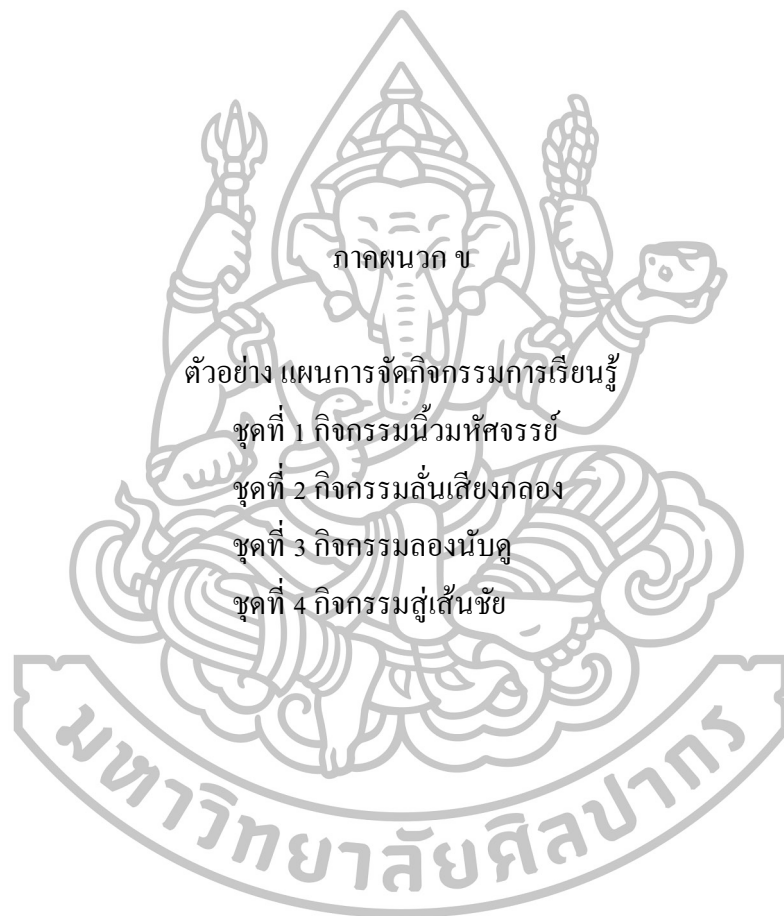 ภาคผนวก ข
ตัวอย่าง แผนการจัดกิจกรรมการเรียนรู้
ชุดที่ 1 กิจกรรมนิ้วมหัศจรรย์
ชุดที่ 2 กิจกรรมลั่นเสียงกลอง
ชุดที่ 3 กิจกรรมลองนับดู
ชุดที่ 4 กิจกรรมสู่เส้นชัย
มหาวิทยาลัยศิลปากร